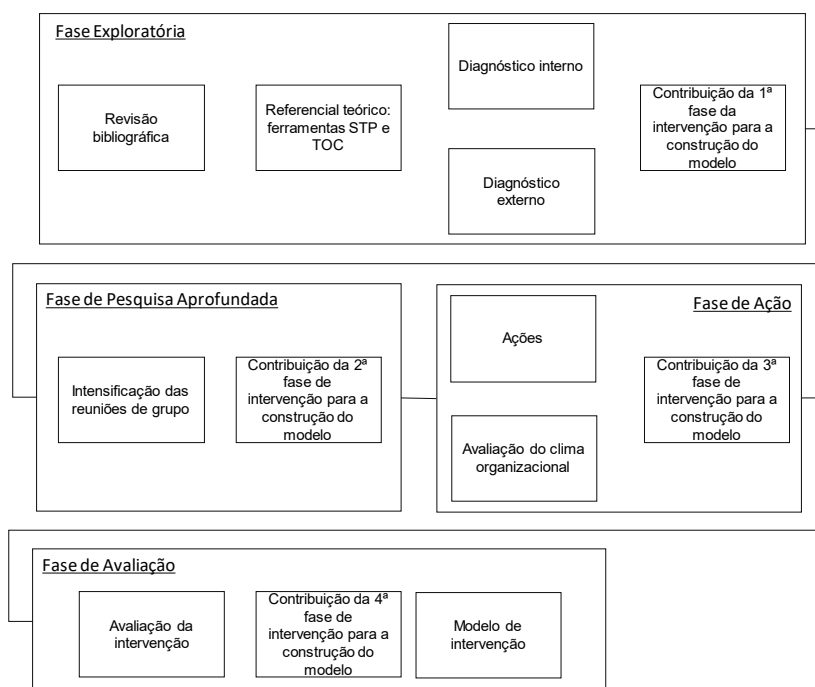 Fase Exploratória
Revisão
bibliográfica
Referencial teórico:
ferramentas STP e
TOC
Diagnóstico interno
Diagnóstico
externo
Contribuição da 1ª
fase da
intervenção para a
construção do
modelo
Fase de Pesquisa Aprofundada
Intensificação das
reuniões de grupo
Contribuição da 2ª
fase de
intervenção para a
construção do
modelo
Fase de Ação
Ações
Avaliação do clima
organizacional
Contribuição da 3ª
fase de
intervenção para a
construção do
modelo
Fase de Avaliação
Avaliação da
intervenção
Contribuição da 4ª
fase de
intervenção para a
construção do
modelo
Modelo de
intervenção